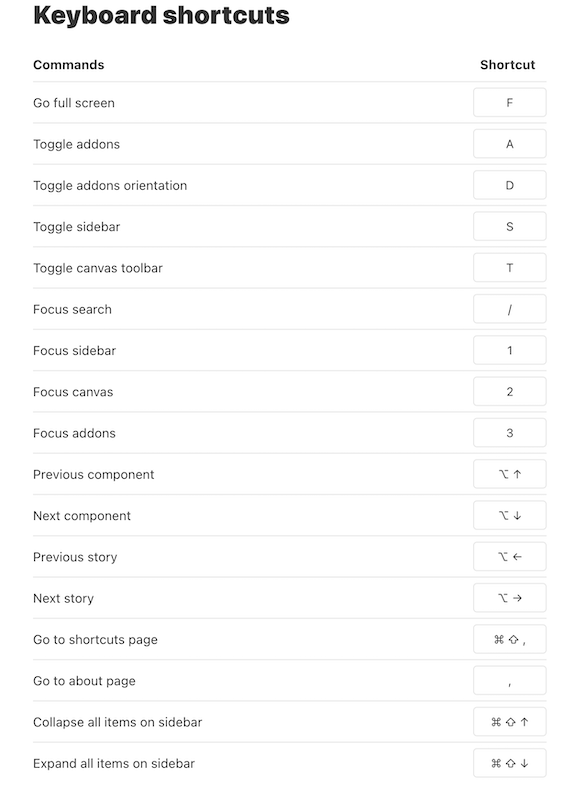 Keyboard shortcuts
Commands Shortcut
Go full screen F
Toggle addons A
Toggle addons orientation D
Toggle sidebar S
Toggle canvas toolbar T
Focus search /
Focus sidebar 1
Focus canvas 2
Focus addons 3
Previous component ⌥ ↑
Next component ⌥ ↓
Previous story ⌥ ←
Next story ⌥ →
Go to shortcuts page ⌘ ⇧ ,
Go to about page ,
Collapse all items on sidebar ⌘ ⇧ ↑
Expand all items on sidebar ⌘ ⇧ ↓